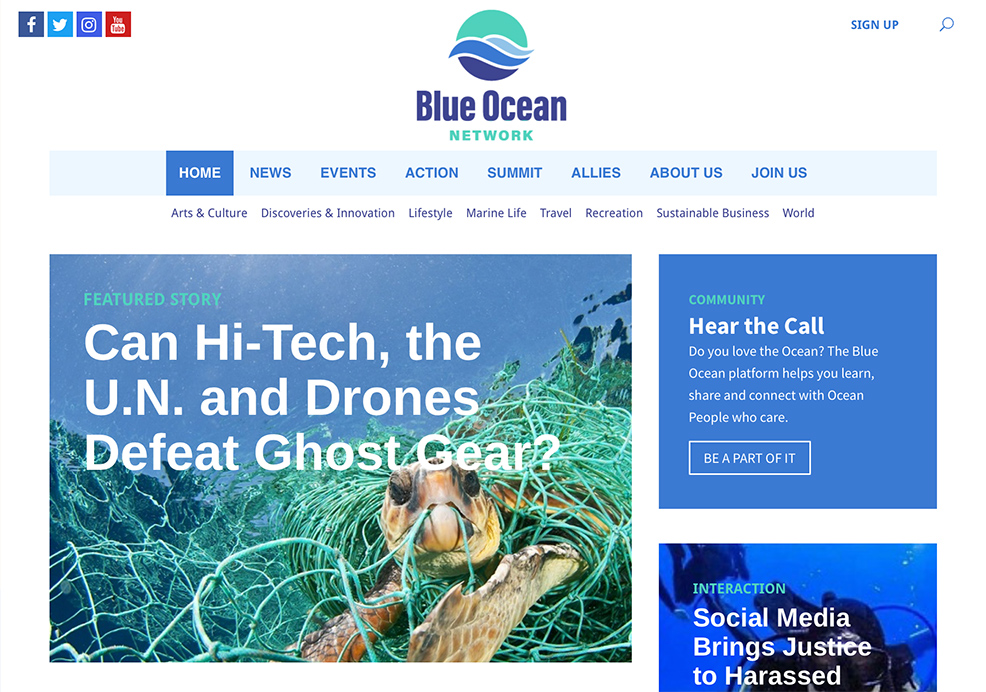 You
Tube
SIGN UP
Blue Ocean
NETWORK
HOME NEWS EVENTS ACTION SUMMIT ALLIES ABOUT US JOIN US
Arts & Culture Discoveries & Innovation Lifestyle Marine Life Travel Recreation Sustainable Business World
FEATURED STORY
Can Hi-Tech, the
U.N. and Drones
Defeat Ghost Gear?
COMMUNITY
Hear the Call
Do you love the Ocean? The Blue
Ocean platform helps you learn,
share and connect with Ocean
People who care.
BE A PART OF IT
INTERACTION
Social Media
Brings Justice
to Harassed